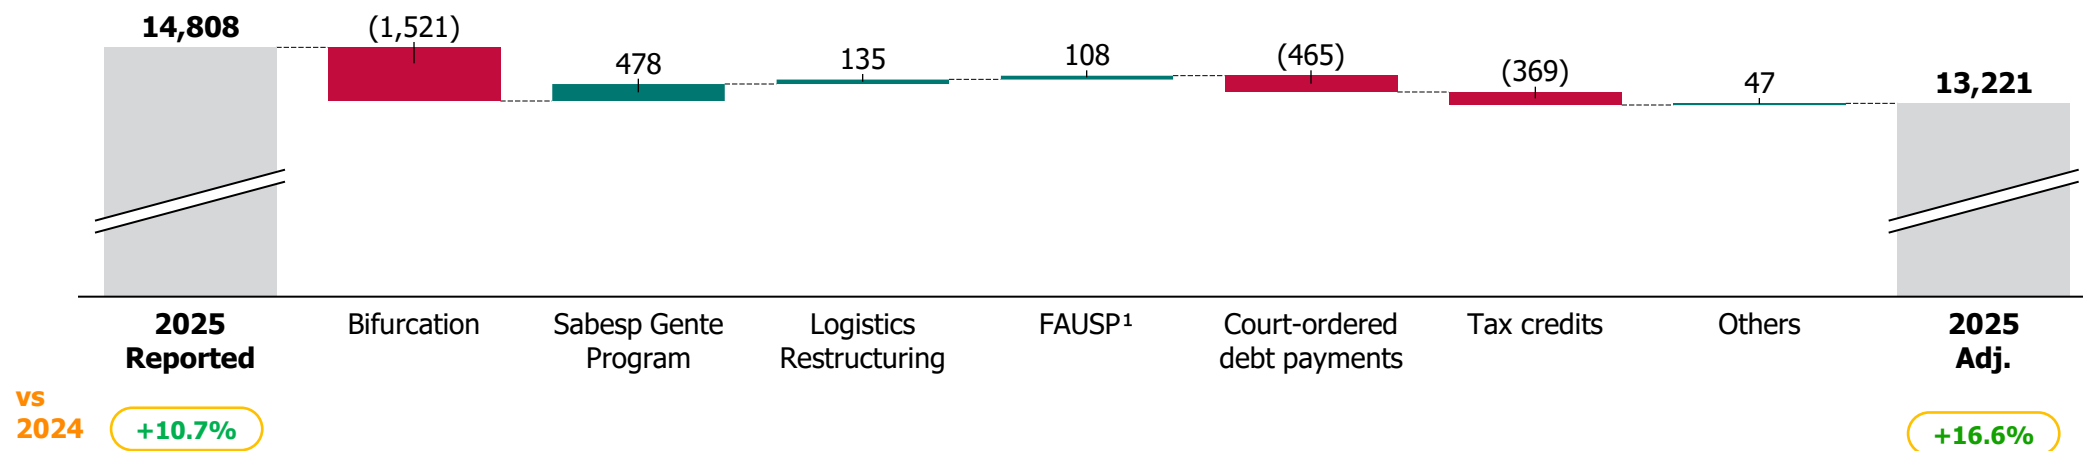 14,808
(1,521)
478
135
108
(465)
(369)
47
13,221
2025
Reported
Bifurcation
Sabesp Gente
Program
Logistics
Restructuring
FAUSP¹
Court-ordered
debt payments
Tax credits
Others
2025
Adj.
vs
2024
+10.7%
+16.6%